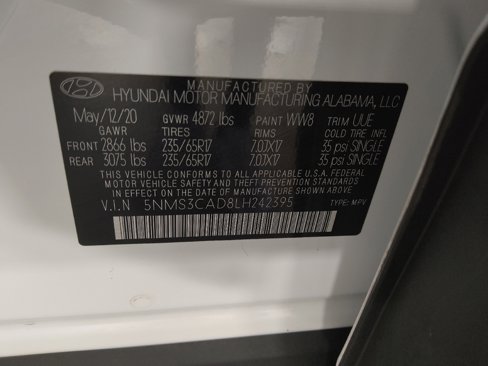 MANUFACTURED BY
HYUNDAI MOTOR MANUFACTURING ALABAMA, LLC
May/12/20 GVWR 4872 lbs PAINT WW8 TRIM UUE
GAWR TIRES RIMS COLD TIRE INFL
FRONT 2866 lbs 235/65R17 7.0JX17 35 psi SINGLE
REAR 3075 lbs 235/65R17 7.0JX17 35 psi SINGLE
THIS VEHICLE CONFORMS TO ALL APPLICABLE U.S.A. FEDERAL
MOTOR VEHICLE SAFETY, BUMPER, AND THEFT PREVENTION STANDARDS
IN EFFECT ON THE DATE OF MANUFACTURE SHOWN ABOVE.
V.I.N 5NMS3CAD8LH242395 TYPE: MPV